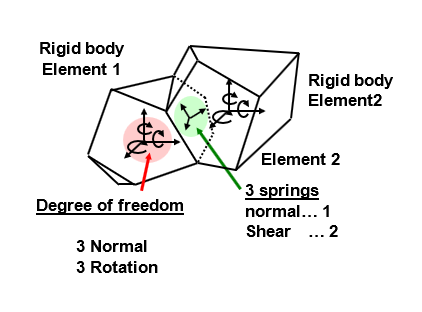 Rigid body
Element 1
Rigid body
Element2
Element 2
Degree of freedom
3 Normal
3 Rotation
3 springs
normal... 1
Shear ... 2